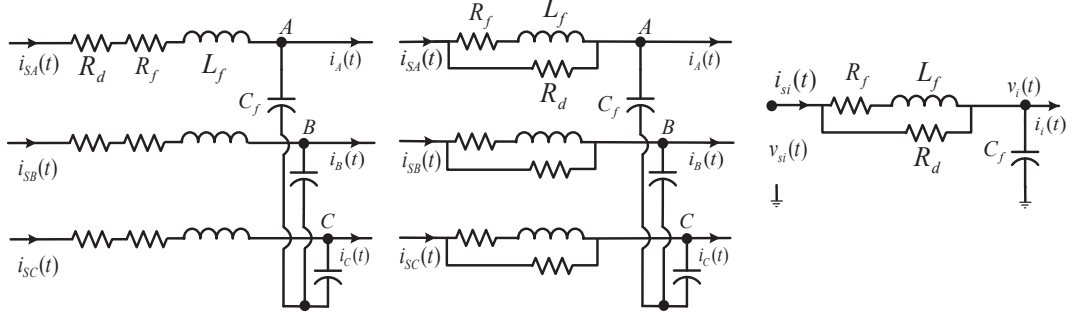 A
i_SA(t) R_d R_f L_f i_A(t)
C_f
B
i_SB(t) i_B(t)
C
i_SC(t) i_C(t)
R_f L_f A
i_SA(t) i_A(t)
R_d
C_f
B
i_SB(t) i_B(t)
C
i_SC(t) i_C(t)
i_si(t) R_f L_f v_i(t)
i_i(t)
v_si(t) R_d C_f